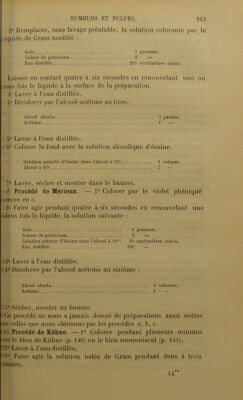 HUMEURS ET PULPES. 213
2° Remplacer, sans lavage préalable, la solution colorante par le
liquide de Gram modifié :
Iode 1 gramme.
Iodure de potassium 2 —
Eau distillée 200 centimètres cubes.
Laisser en contact quatre à six secondes en renouvelant une ou
deux fois le liquide à la surface de la préparation.
3° Laver à l'eau distillée.
4° Décolorer par l'alcool-acétone au tiers.
Alcool absolu 2 parties.
Acétone 1 —
5° Laver à l'eau distillée.
6° Colorer le fond avec la solution alcoolique d'éosine.
Solution saturée d'éosine dans l'alcool à 1 volume.
Alcool à 2 —
7° Laver, sécher et monter dans le baume.
d) Procédé de Mérieux. — 1° Colorer par le violet phéniqué
comme en c.
2° Faire agir pendant quatre à six secondes en renouvelant une
deux fois le liquide, la solution suivante :
Iode grammes.
Iodure de potassium 2 —
Solution saturée d'éosine dans l'alcool à 20 centimètres cubes.
Eau distillée 200 —
3° Laver à l'eau distillée.
4° Décolorer par l'alcool acétone au sixième :
Alcool absolu 5 volumes.
Acétone 1 —
5° Sécher, monter au baume.
Ce procédé ne nous a jamais donné de préparations aussi nettes
que celles que nous obtenons par les procédés a, b, c.
e) Procédé de Kühne. — 1° Colorer pendant plusieurs minutes
avec le bleu de Kühne (p. 140) ou le bleu ammoniacal (p. 141).
2° Laver à l'eau distillée.
3° Faire agir la solution iodée de Gram pendant deux à trois
minutes.